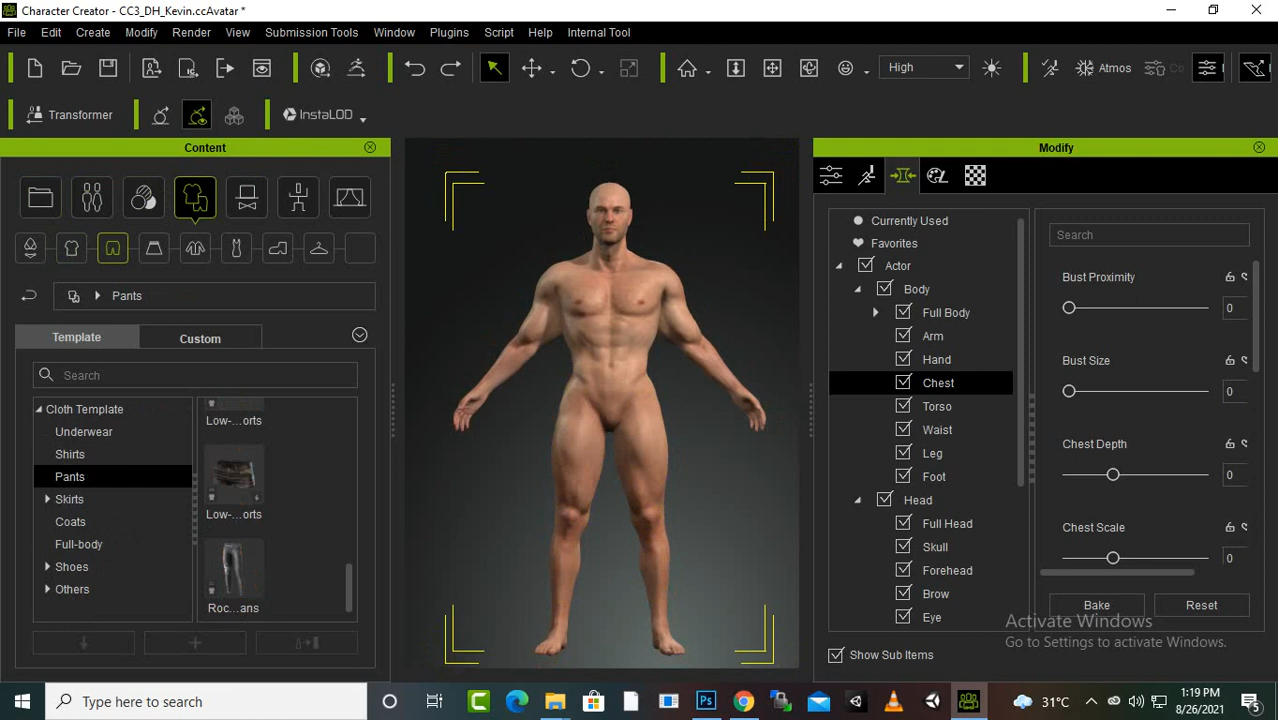 Character Creator - CC3_DH_Kevin.ccAvatar *
File Edit Create Modify Render View Submission Tools Window Plugins Script Help Internal Tool
High Atmos
Transformer InstaLOD
Content
Pants
Template Custom
Search
Cloth Template
Underwear
Shirts
Pants
Skirts
Coats
Full-body
Shoes
Others
Low-...orts
Low-...orts
Roc...ans
Modify
Currently Used
Favorites
Actor
Body
Full Body
Arm
Hand
Chest
Torso
Waist
Leg
Foot
Head
Full Head
Skull
Forehead
Brow
Eye
Show Sub Items
Search
Bust Proximity
0
Bust Size
0
Chest Depth
0
Chest Scale
0
Bake Reset
Activate Windows
Go to Settings to activate Windows.
Type here to search
31°C
1:19 PM
8/26/2021
5